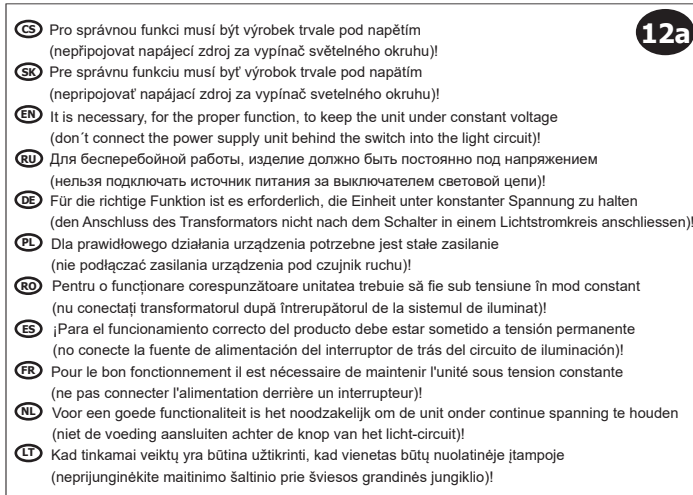 12a
CS Pro správnou funkci musí být výrobek trvale pod napětím
(nepřipojovat napájecí zdroj za vypínač světelného okruhu)!
SK Pre správnu funkciu musí byť výrobok trvale pod napätím
(nepripojovať napájací zdroj za vypínač svetelného okruhu)!
EN It is necessary, for the proper function, to keep the unit under constant voltage
(don´t connect the power supply unit behind the switch into the light circuit)!
RU Для бесперебойной работы, изделие должно быть постоянно под напряжением
(нельзя подключать источник питания за выключателем световой цепи)!
DE Für die richtige Funktion ist es erforderlich, die Einheit unter konstanter Spannung zu halten
(den Anschluss des Transformators nicht nach dem Schalter in einem Lichtstromkreis anschliessen)!
PL Dla prawidłowego działania urządzenia potrzebne jest stałe zasilanie
(nie podłączać zasilania urządzenia pod czujnik ruchu)!
RO Pentru o funcționare corespunzătoare unitatea trebuie să fie sub tensiune în mod constant
(nu conectați transformatorul după întrerupătorul de la sistemul de iluminat)!
ES ¡Para el funcionamiento correcto del producto debe estar sometido a tensión permanente
(no conecte la fuente de alimentación del interruptor de trás del circuito de iluminación)!
FR Pour le bon fonctionnement il est nécessaire de maintenir l'unité sous tension constante
(ne pas connecter l'alimentation derrière un interrupteur)!
NL Voor een goede functionaliteit is het noodzakelijk om de unit onder continue spanning te houden
(niet de voeding aansluiten achter de knop van het licht-circuit)!
LT Kad tinkamai veiktų yra būtina užtikrinti, kad vienetas būtų nuolatinėje įtampoje
(neprijunginėkite maitinimo šaltinio prie šviesos grandinės jungiklio)!